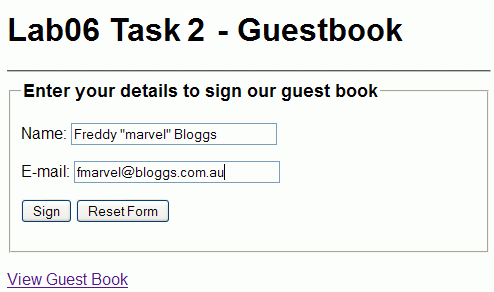 Lab06 Task 2 - Guestbook
Enter your details to sign our guest book
Name: Freddy "marvel" Bloggs
E-mail: fmarvel@bloggs.com.au
Sign Reset Form
View Guest Book